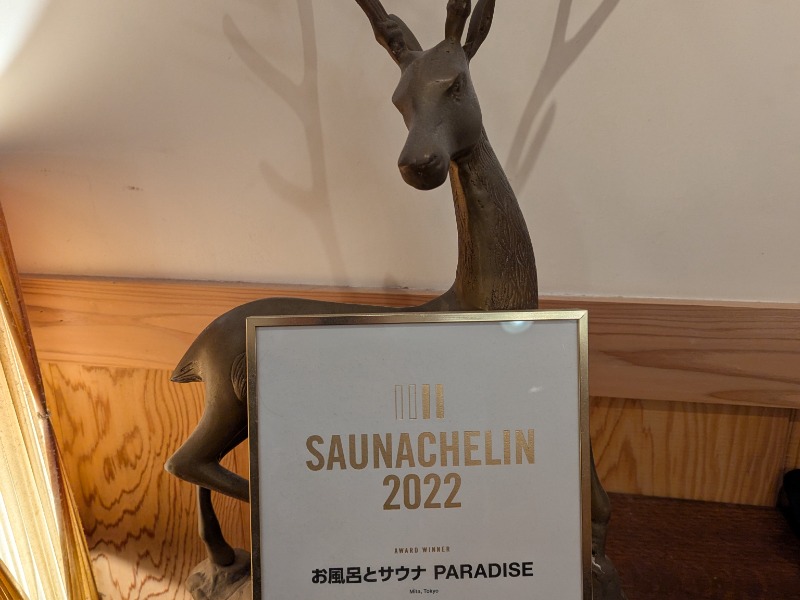 SAUNACHELIN
2022
AWARD WINNER
お風呂とサウナ PARADISE
Mita, Tokyo